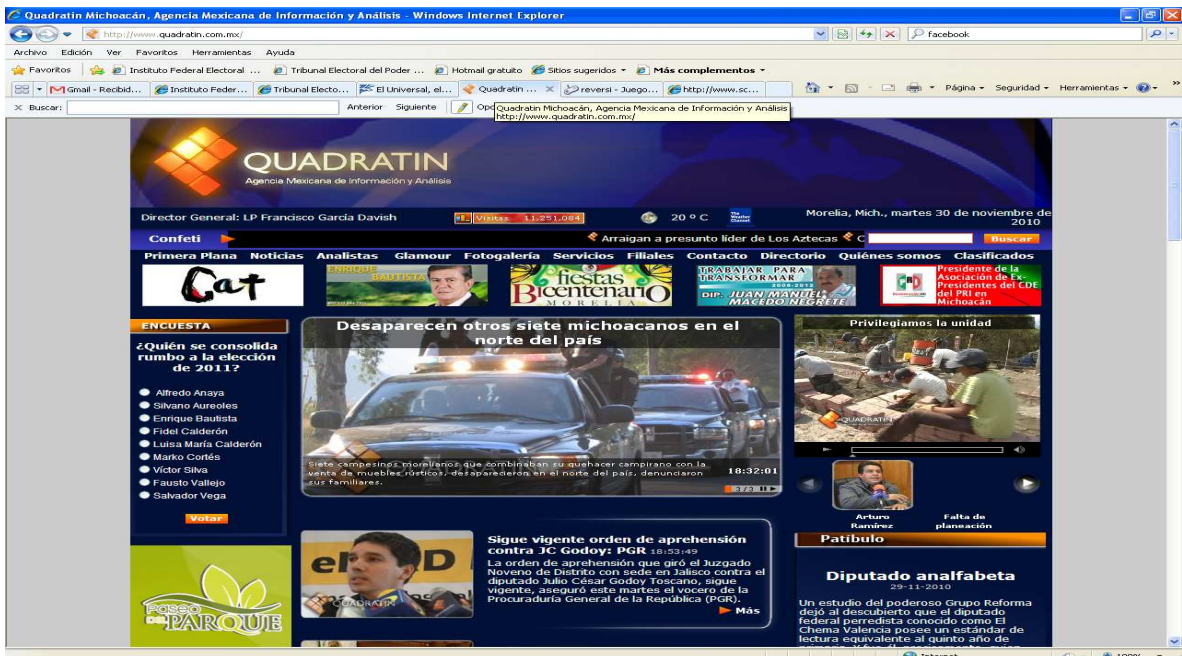 Quadratin Michoacán, Agencia Mexicana de Información y Análisis - Windows Internet Explorer
http://www.quadratin.com.mx/
facebook
Archivo Edición Ver Favoritos Herramientas Ayuda
Favoritos Instituto Federal Electoral ... Tribunal Electoral del Poder ... Hotmail gratuito Sitios sugeridos Más complementos
Gmail - Recibid... Instituto Feder... Tribunal Electo... El Universal, el... Quadratin ... reversi - Juego... http://www.sc... Página Seguridad Herramientas
Buscar: Anterior Siguiente
Quadratin Michoacán, Agencia Mexicana de Información y Análisis
http://www.quadratin.com.mx/
QUADRATIN
Agencia Mexicana de Información y Análisis
Director General: LP Francisco García Davish
Visitas 11,251,084
20 º C
The Weather Channel
Morelia, Mich., martes 30 de noviembre de
2010
Confeti
Arraigan a presunto líder de Los Aztecas
Buscar
Primera Plana Noticias Analistas Glamour Fotogalería Servicios Filiales Contacto Directorio Quiénes somos Clasificados
Cat
ENRIQUE
BAUTISTA
fiestas
Bicentenario
MORELIA
TRABAJAR PARA
TRANSFORMAR
2008-2012
DIP. JUAN MANUEL
MACEDO NEGRETE
PRI
Presidente de la
Asociación de Ex-
Presidentes del CDE
del PRI en
Michoacán
ENCUESTA
¿Quién se consolida
rumbo a la elección
de 2011?
Alfredo Anaya
Silvano Aureoles
Enrique Bautista
Fidel Calderón
Luisa María Calderón
Marko Cortés
Víctor Silva
Fausto Vallejo
Salvador Vega
Votar
PASEO
DEL PARQUE
Desaparecen otros siete michoacanos en el
norte del país
Siete campesinos morelianos que combinaban su quehacer campirano con la
venta de muebles rústicos, desaparecieron en el norte del país, denunciaron
sus familiares.
18:32:01
3/3
Sigue vigente orden de aprehensión
contra JC Godoy: PGR 18:53:49
La orden de aprehensión que giró el Juzgado
Noveno de Distrito con sede en Jalisco contra el
diputado Julio César Godoy Toscano, sigue
vigente, aseguró este martes el vocero de la
Procuraduría General de la República (PGR).
Más
QUADRATIN
Privilegiamos la unidad
QUADRATIN
Arturo
Ramírez
Falta de
planeación
Patíbulo
Diputado analfabeta
29-11-2010
Un estudio del poderoso Grupo Reforma
dejó al descubierto que el diputado
federal perredista conocido como El
Chema Valencia posee un estándar de
lectura equivalente al quinto año de
Internet
100%